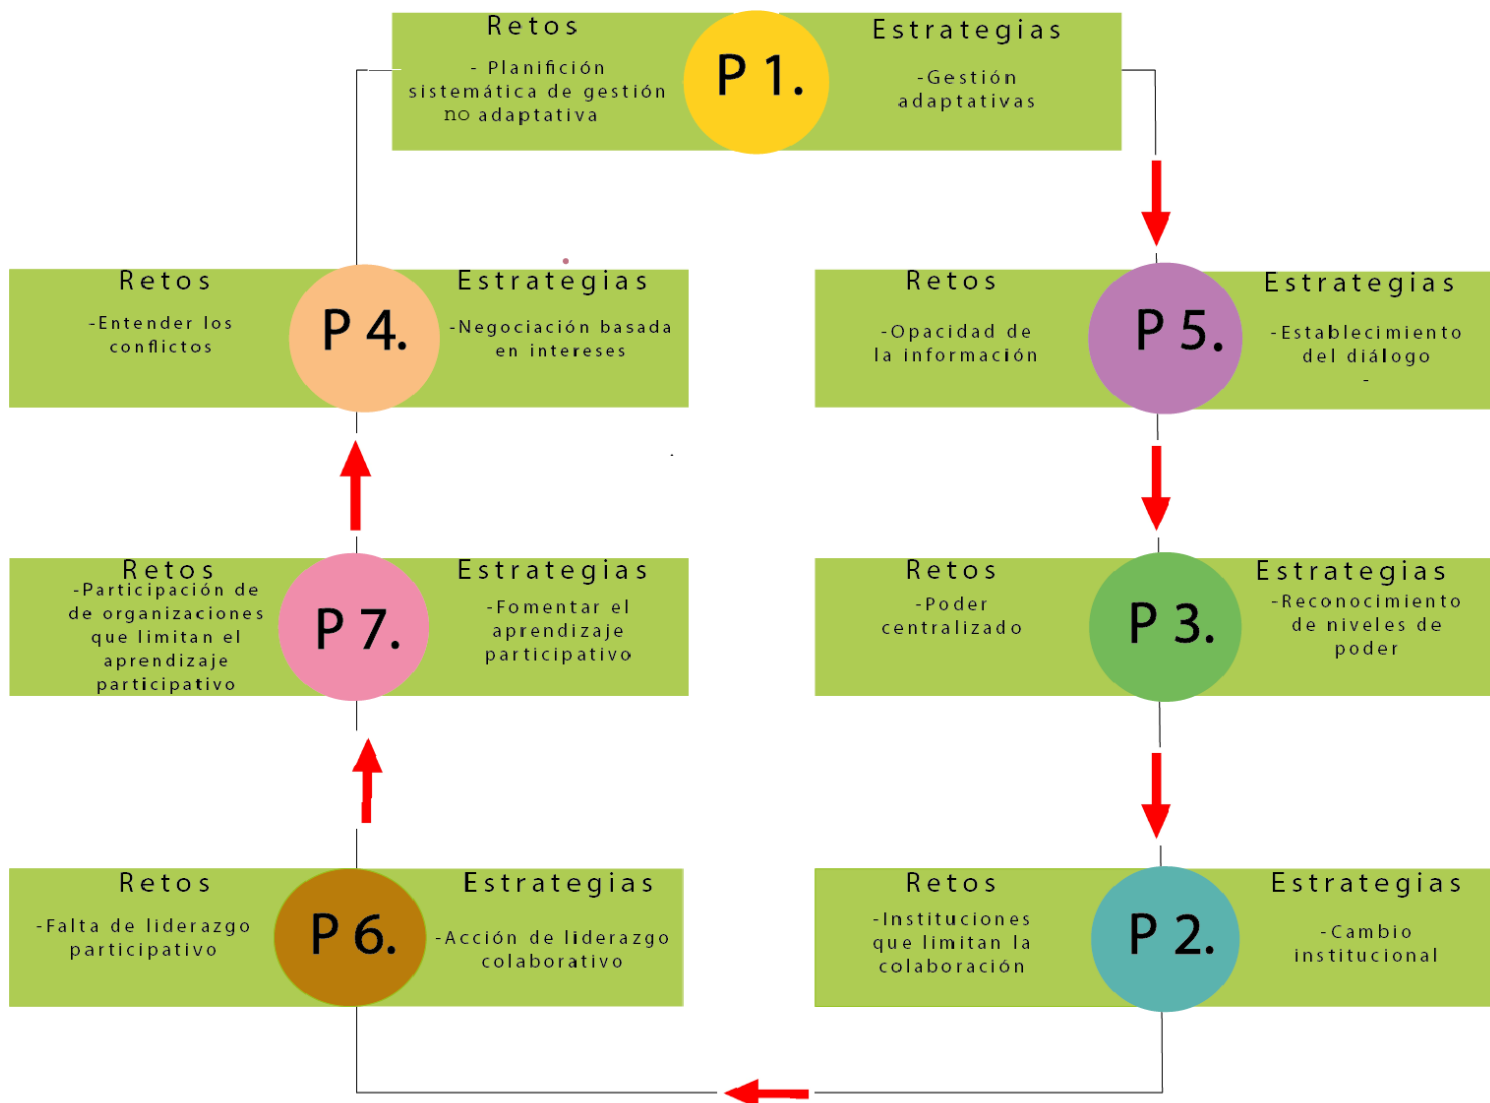 Retos
- Planifición
sistemática de gestión
no adaptativa
P 1.
Estrategias
-Gestión
adaptativas
Retos
-Entender los
conflictos
P 4.
Estrategias
-Negociación basada
en intereses
Retos
-Opacidad de
la información
P 5.
Estrategias
-Establecimiento
del diálogo
-
Retos
-Participación de
de organizaciones
que limitan el
aprendizaje
participativo
P 7.
Estrategias
-Fomentar el
aprendizaje
participativo
Retos
-Poder
centralizado
P 3.
Estrategias
-Reconocimiento
de niveles de
poder
Retos
-Falta de liderazgo
participativo
P 6.
Estrategias
-Acción de liderazgo
colaborativo
Retos
-Instituciones
que limitan la
colaboración
P 2.
Estrategias
-Cambio
institucional